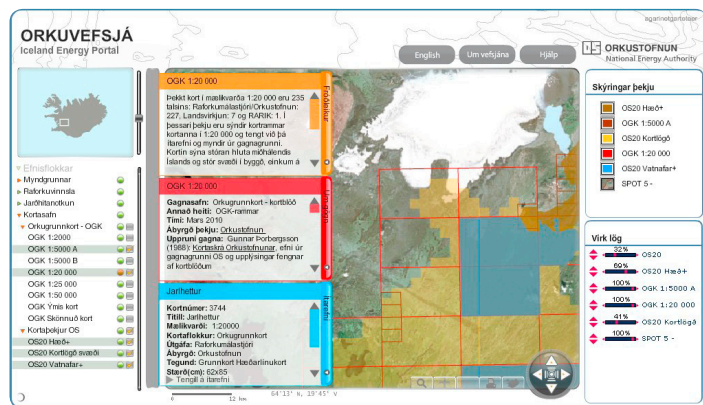 ORKUVEFSJÁ
Iceland Energy Portal
English
Um vefsjána
Hjálp
ORKUSTOFNUN
National Energy Authority
Efnisflokkar
Myndgrunnar
Raforkuvinnsla
Jarðhitanotkun
Kortasafn
Orkugrunnkort - OGK
OGK 1:2000
OGK 1:5000 A
OGK 1:5000 B
OGK 1:20 000
OGK 1:25 000
OGK 1:50 000
OGK Ýmis kort
OGK Skönnuð kort
Kortaþekjur OS
OS20 Hæð+
OS20 Kortlögð svæði
OS20 Vatnafar+
OGK 1:20 000
Þekkt kort í mælikvarða 1:20 000 eru 235
talsins: Raforkumálastjóri/Orkustofnun:
227, Landsvirkjun: 7 og RARIK: 1. Í
þessari þekju eru sýndir kortrammar
kortanna í 1:20 000 og tengt við þá
ítarefni og myndir úr gagnagrunni.
Kortin sýna stóran hluta miðhálendis
Íslands og stór svæði í byggð, einkum á
Fróðleikur
OGK 1:20 000
Gagnasafn: Orkugrunnkort - kortblöð
Annað heiti: OGK-rammar
Tími: Mars 2010
Ábyrgð þekju: Orkustofnun
Uppruni gagna: Gunnar Þorbergsson
(1988): Kortaskrá Orkustofnunar, efni úr
gagnagrunni OS og upplýsingar fengnar
af kortblöðum
Um gögn
Jarlhettur
Kortnúmer: 3744
Titill: Jarlhettur
Mælikvarði: 1:20000
Kortaflokkur: Orkugrunnkort
Útgáfa: Raforkumálastjóri
Ábyrgð: Orkustofnun
Tegund: Grunnkort Hæðarlínukort
Stærð(cm): 62x85
Tengill á ítarefni
Ítarefni
Skýringar þekju
OS20 Hæð+
OGK 1:5000 A
OS20 Kortlögð
OGK 1:20 000
OS20 Vatnafar+
SPOT 5 -
Virk lög
32%
OS20
69%
OS20 Hæð+
100%
OGK 1:5000 A
100%
OGK 1:20 000
41%
OS20 Kortlögð
100%
SPOT 5 -
0
12 km
64°13' N, 19°45' V